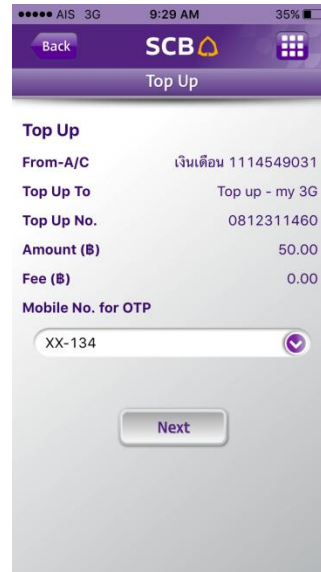 AIS 3G 9:29 AM 35%
Back SCB
Top Up
Top Up
From-A/C เงินเดือน 1114549031
Top Up To Top up - my 3G
Top Up No. 0812311460
Amount (฿) 50.00
Fee (฿) 0.00
Mobile No. for OTP
XX-134
Next